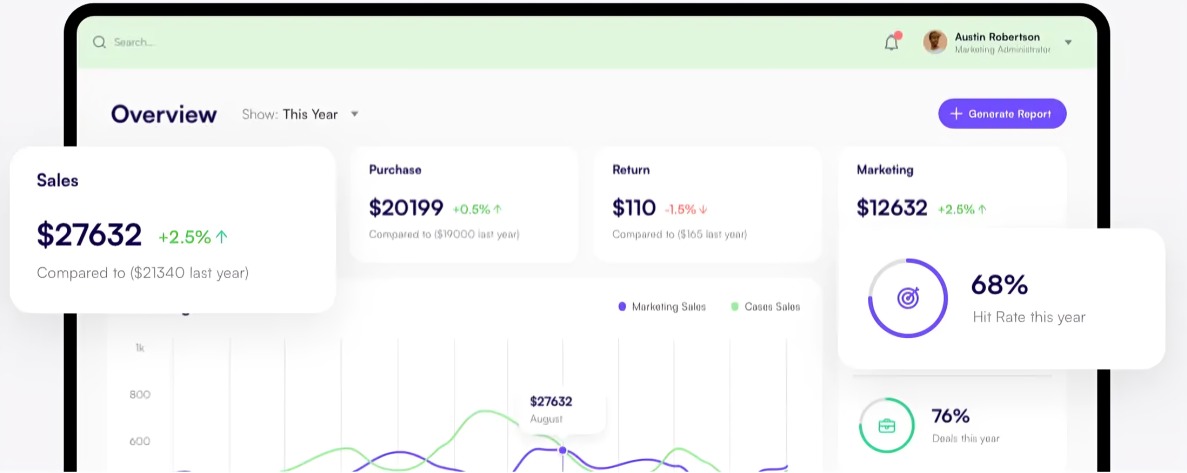 Search...
Austin Robertson
Marketing Administrator
Overview
Show: This Year
Generate Report
Sales
$27632 +2.5%↑
Compared to ($21340 last year)
Purchase
$20199 +0.5%↑
Compared to ($19000 last year)
Return
$110 -1.5%↓
Compared to ($165 last year)
Marketing
$12632 +2.5%↑
68%
Hit Rate this year
76%
Deals this year
Marketing Sales
Cases Sales
1k
800
600
$27632
August